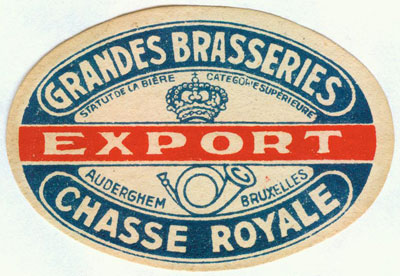 GRANDES BRASSERIES
STATUT DE LA BIÈRE CATÉGORIE SUPÉRIEURE
EXPORT
AUDERGHEM BRUXELLES
CHASSE ROYALE